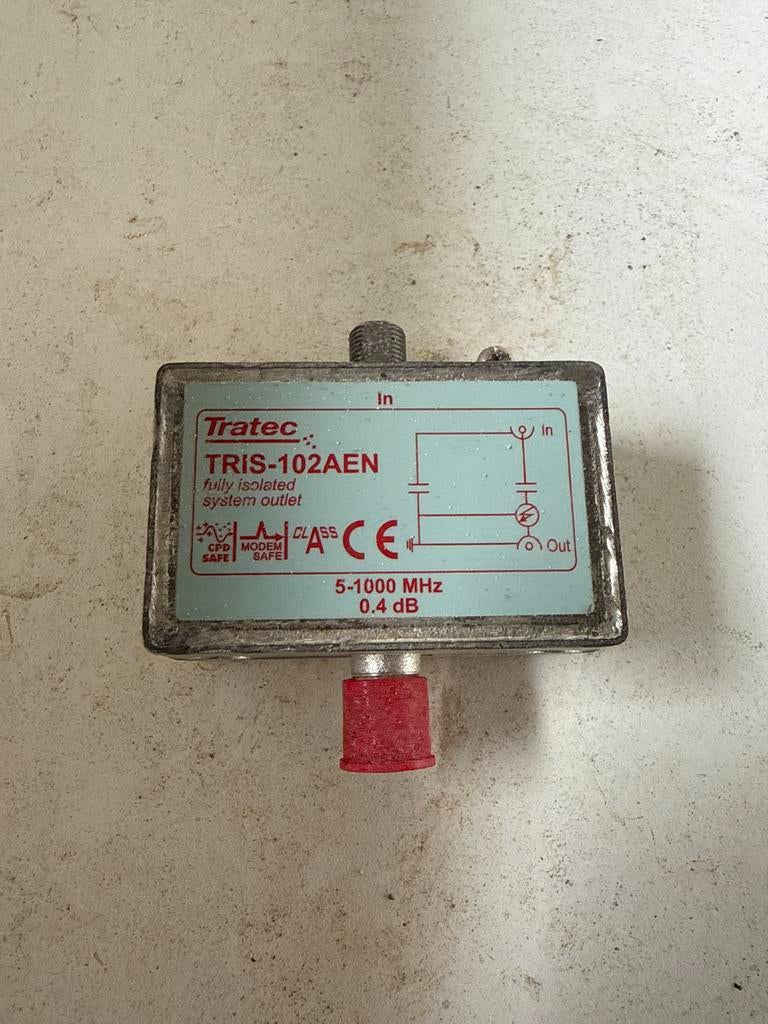 In
Tratec
TRIS-102AEN
fully isolated
system outlet
In
CPD
SAFE
MODEM
SAFE
CLASS
A
CE
Out
5-1000 MHz
0.4 dB